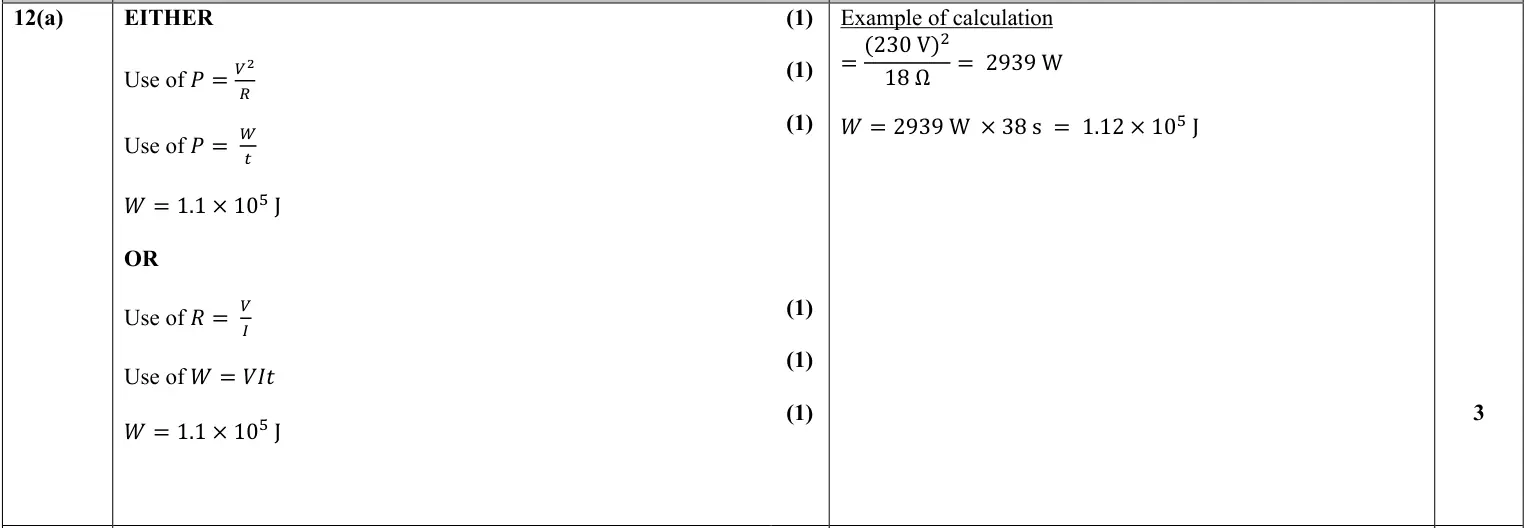 12(a) EITHER (1) Example of calculation
Use of 𝑃 = 𝑉²/𝑅 (1) = (230 V)²/18 Ω = 2939 W
Use of 𝑃 = 𝑊/𝑡 (1) 𝑊 = 2939 W × 38 s = 1.12 × 10⁵ J
𝑊 = 1.1 × 10⁵ J
OR
Use of 𝑅 = 𝑉/𝐼 (1)
Use of 𝑊 = 𝑉𝐼𝑡 (1)
𝑊 = 1.1 × 10⁵ J (1) 3